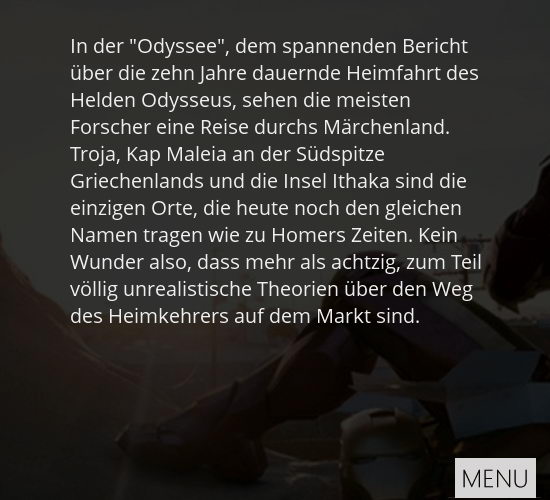 In der "Odyssee", dem spannenden Bericht
über die zehn Jahre dauernde Heimfahrt des
Helden Odysseus, sehen die meisten
Forscher eine Reise durchs Märchenland.
Troja, Kap Maleia an der Südspitze
Griechenlands und die Insel Ithaka sind die
einzigen Orte, die heute noch den gleichen
Namen tragen wie zu Homers Zeiten. Kein
Wunder also, dass mehr als achtzig, zum Teil
völlig unrealistische Theorien über den Weg
des Heimkehrers auf dem Markt sind.
MENU